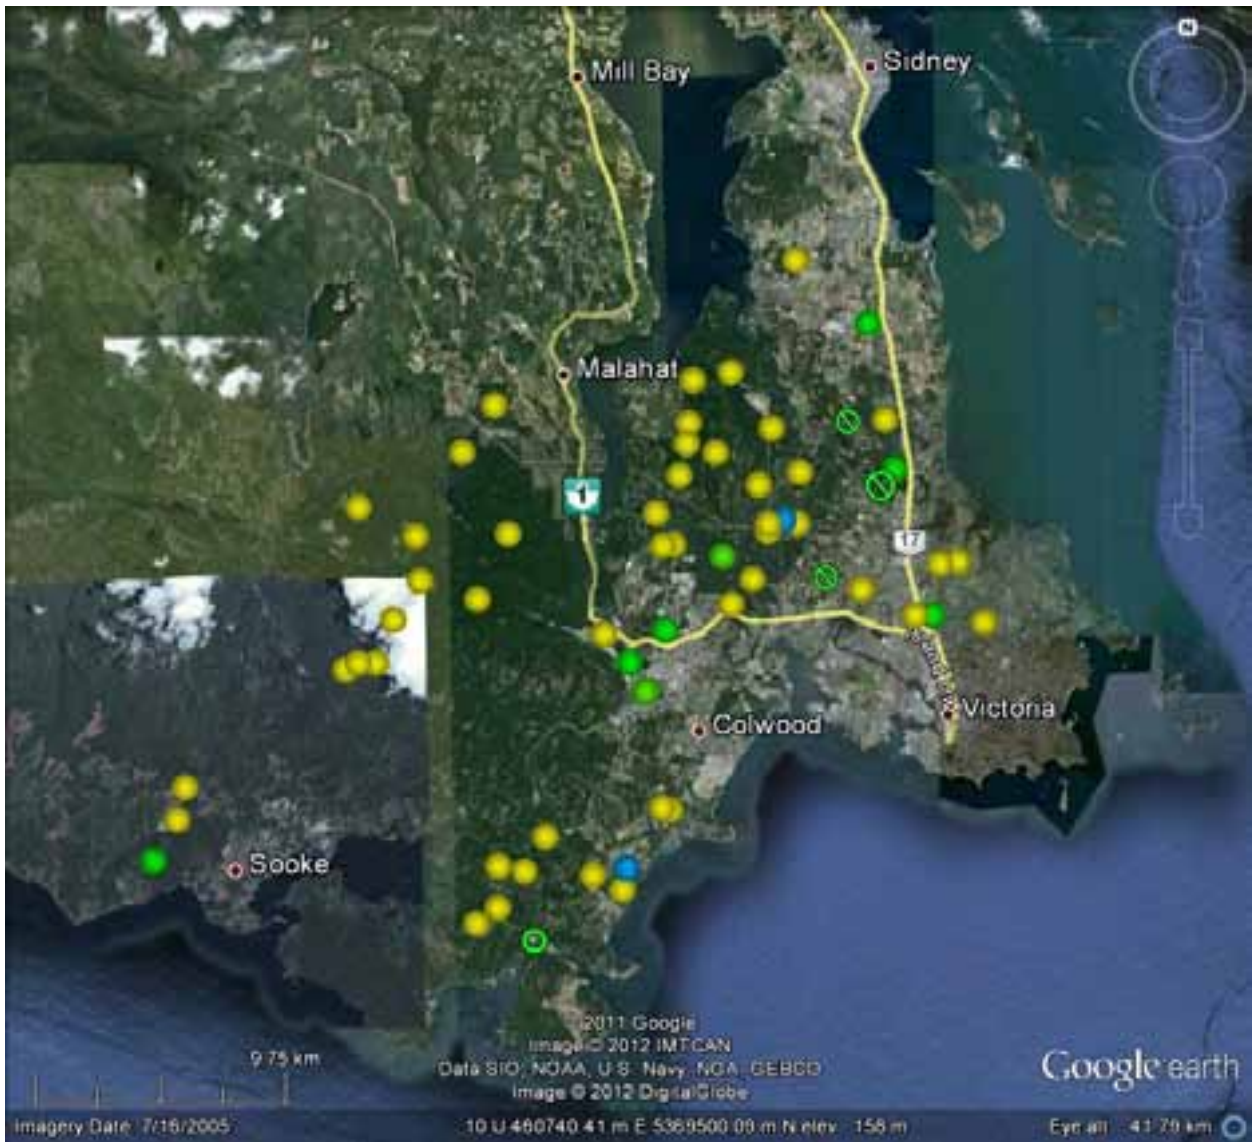 N
Mill Bay
Sidney
Malahat
1
17
Victoria
Colwood
Sooke
2011 Google
Image © 2012 IMTCAN
Data SIO, NOAA, U.S. Navy, NGA, GEBCO
Image © 2012 DigitalGlobe
9.75 km
Google earth
Imagery Date: 7/16/2005
10 U 460740.41 m E 5369500.09 m N elev 158 m
Eye alt 41.79 km